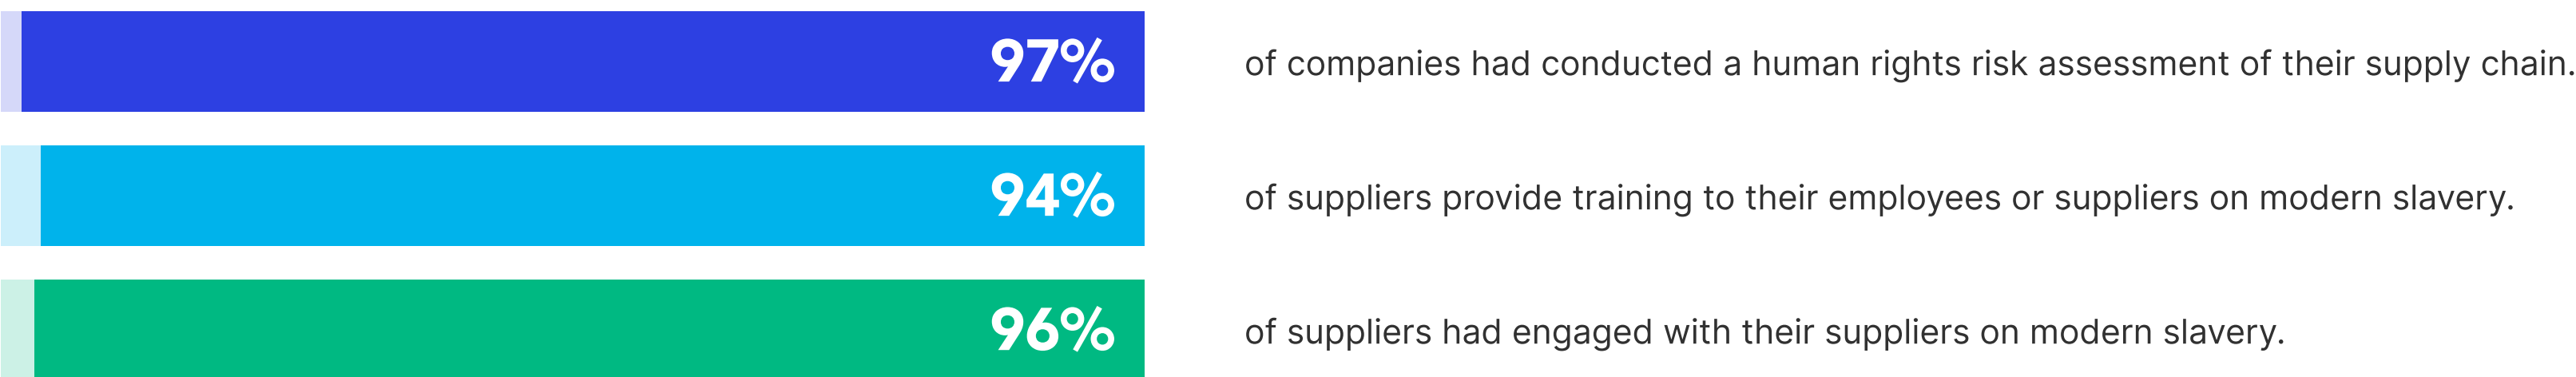 97% of companies had conducted a human rights risk assessment of their supply chain.
94% of suppliers provide training to their employees or suppliers on modern slavery.
96% of suppliers had engaged with their suppliers on modern slavery.